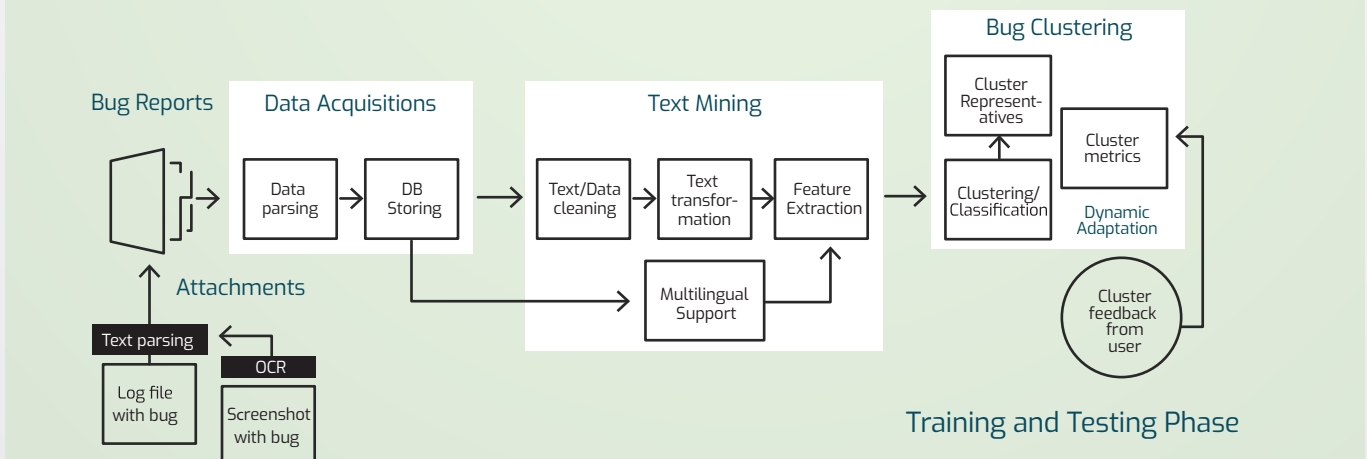 Bug Reports
Attachments
Text parsing
Log file
with bug
OCR
Screenshot
with bug
Data Acquisitions
Data
parsing
DB
Storing
Text Mining
Text/Data
cleaning
Text
transfor-
mation
Feature
Extraction
Multilingual
Support
Bug Clustering
Cluster
Represent-
atives
Clustering/
Classification
Cluster
metrics
Dynamic
Adaptation
Cluster
feedback
from
user
Training and Testing Phase